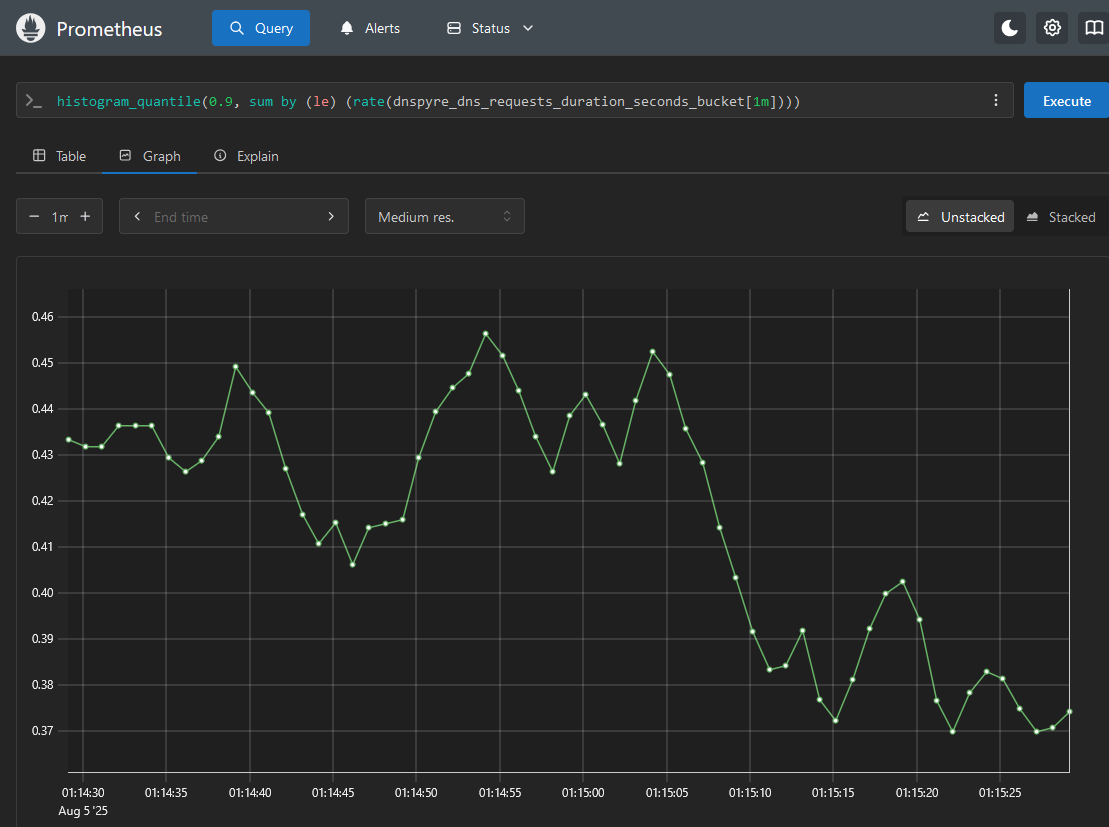 Prometheus Query Alerts Status
>_ histogram_quantile(0.9, sum by (le) (rate(dnspyre_dns_requests_duration_seconds_bucket[1m]))) Execute
Table Graph Explain
1m End time Medium res. Unstacked Stacked
0.46
0.45
0.44
0.43
0.42
0.41
0.40
0.39
0.38
0.37
01:14:30 01:14:35 01:14:40 01:14:45 01:14:50 01:14:55 01:15:00 01:15:05 01:15:10 01:15:15 01:15:20 01:15:25
Aug 5 '25